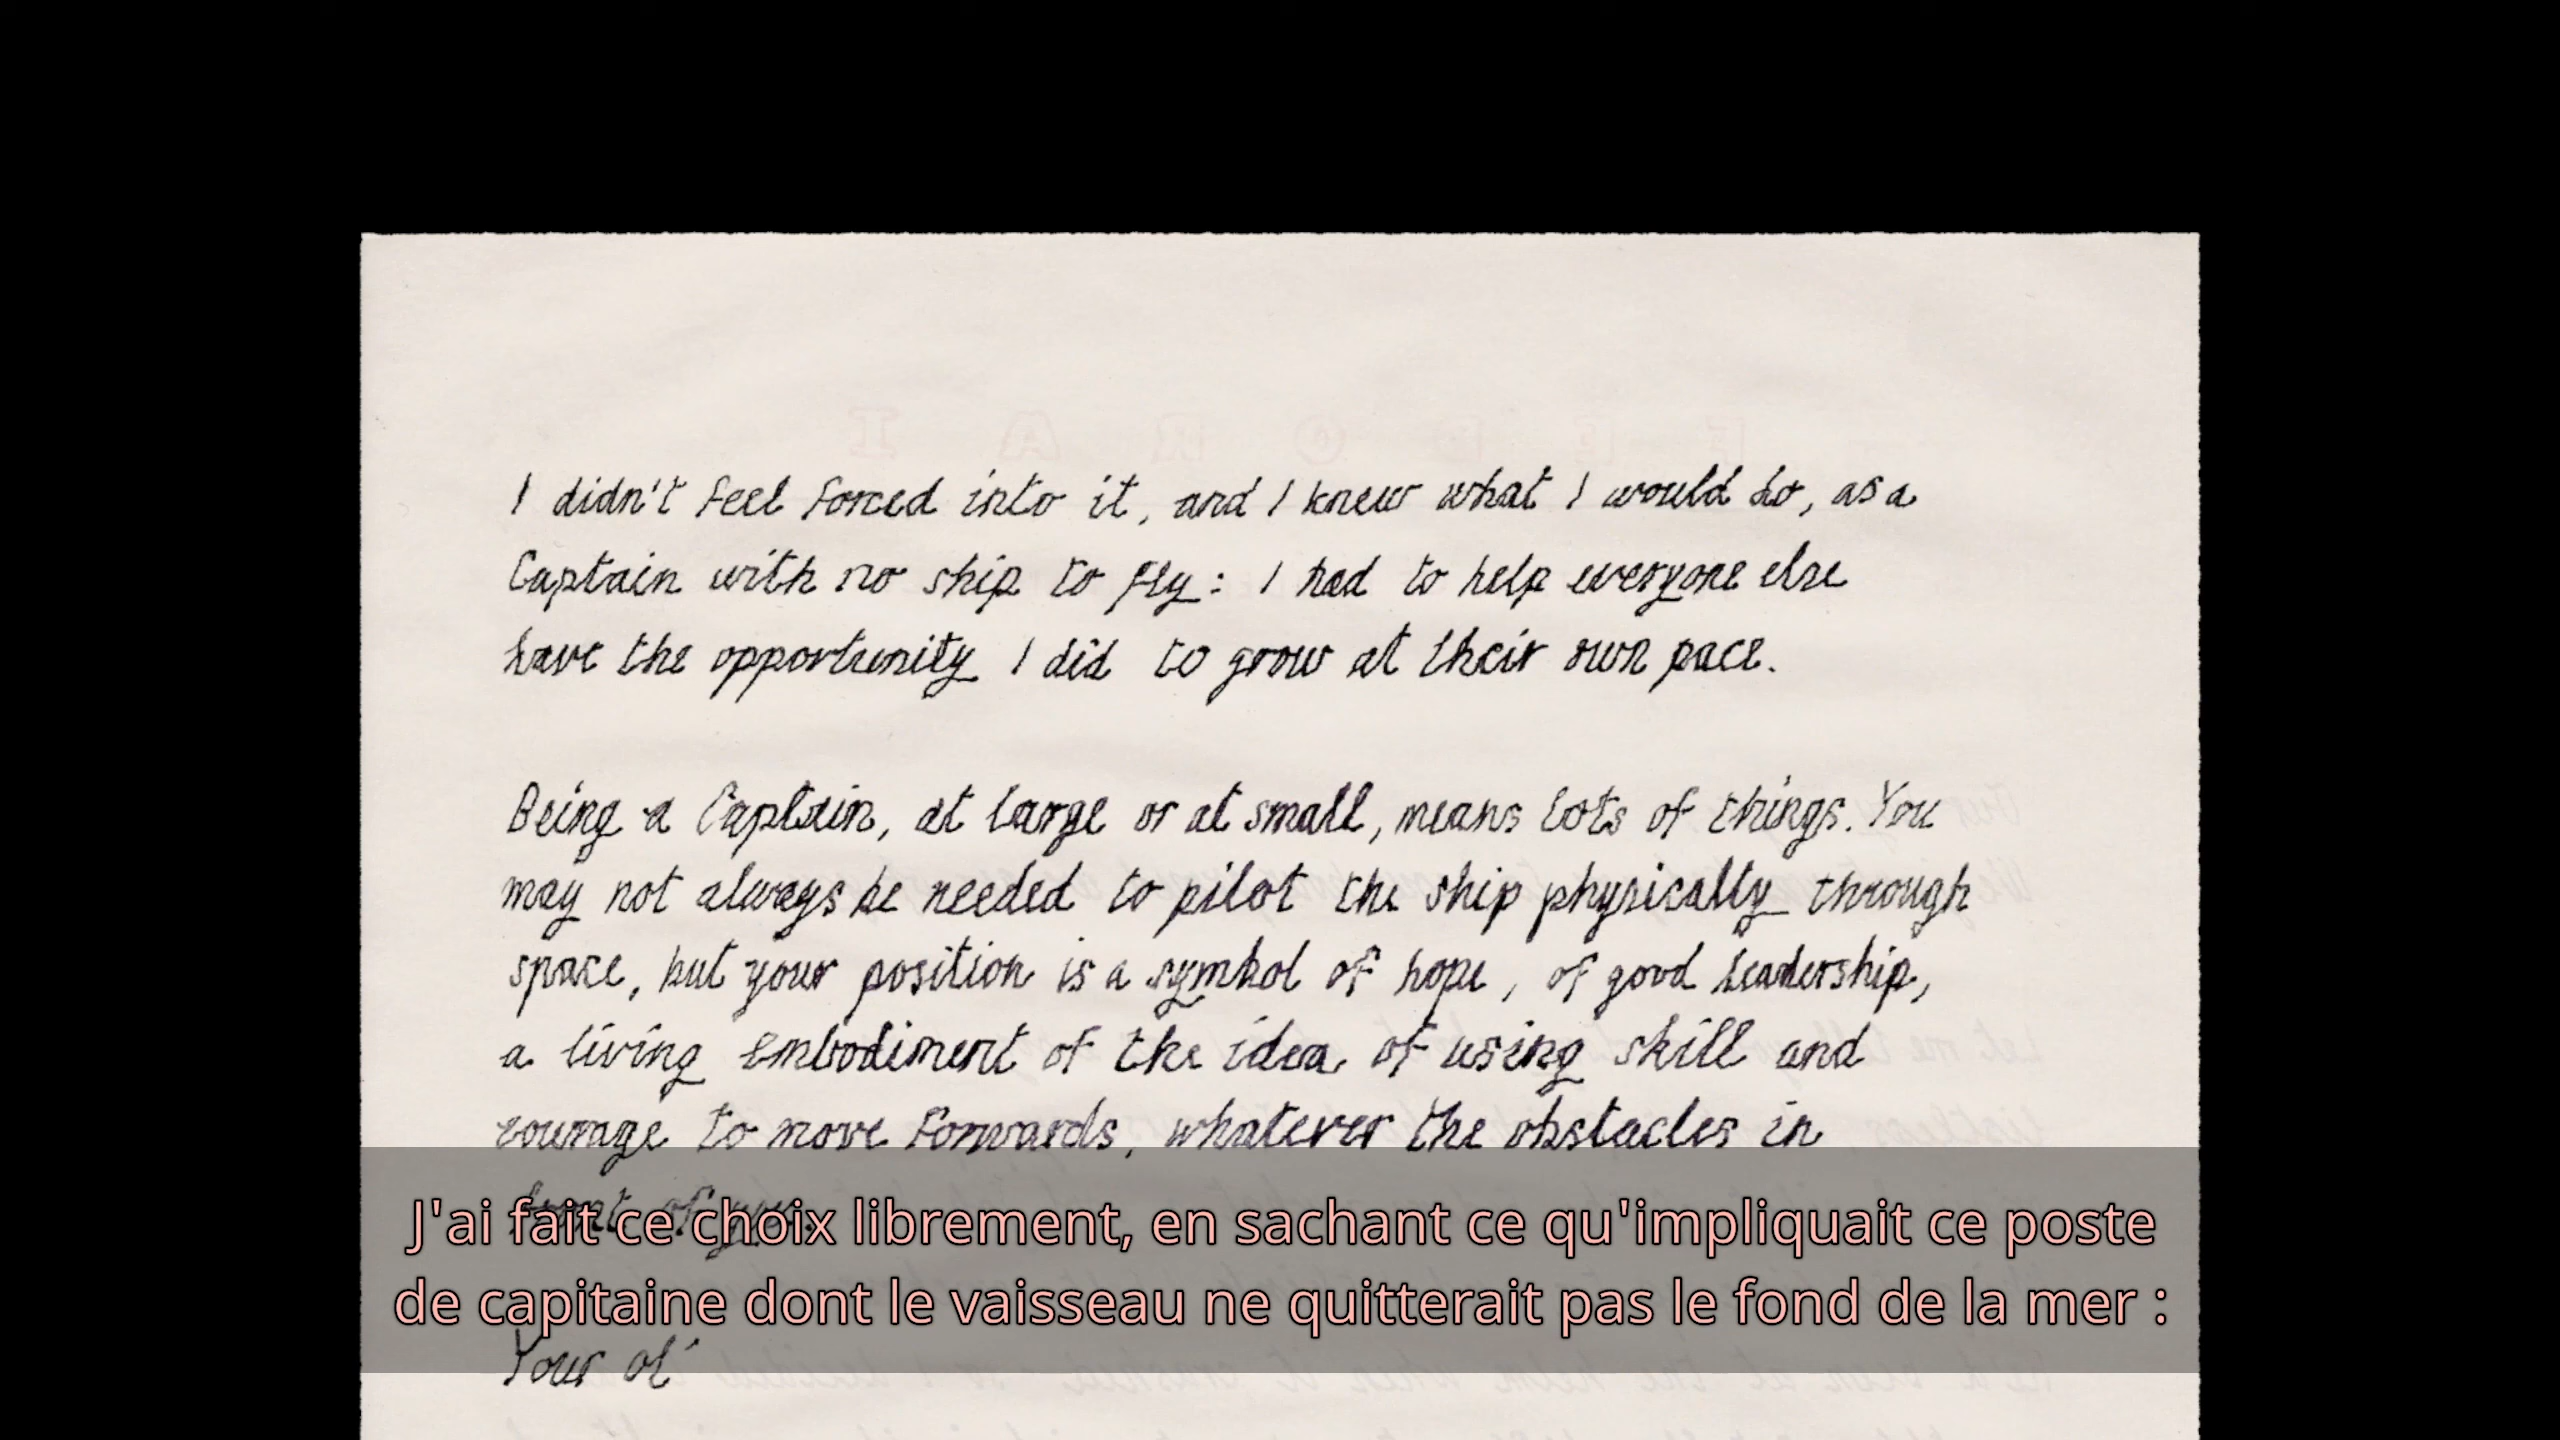 I didn't feel forced into it, and I knew what I would do, as a
Captain with no ship to fly: I had to help everyone else
have the opportunity I did to grow at their own pace.
Being a Captain, at large or at small, means lots of things. You
may not always be needed to pilot the ship physically through
space, but your position is a symbol of hope, of good leadership,
a living embodiment of the idea of using skill and
courage to move forwards, whatever the obstacles in
front of you.
J'ai fait ce choix librement, en sachant ce qu'impliquait ce poste
de capitaine dont le vaisseau ne quitterait pas le fond de la mer :
Your ol'